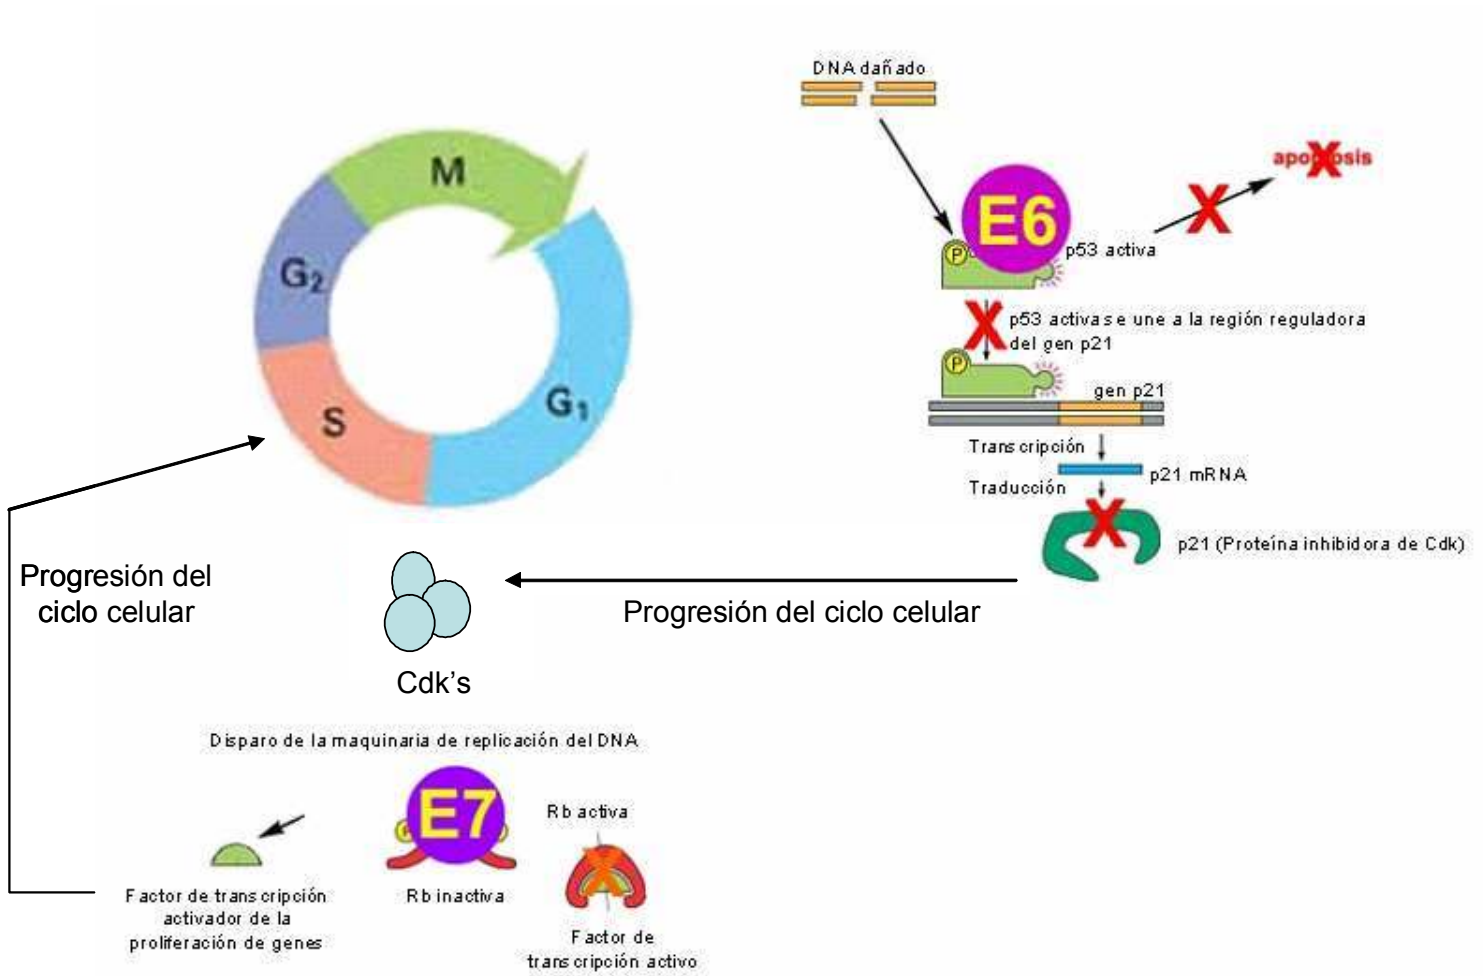 DNA dañado
apoptosis
E6
P
p53 activa
p53 activa se une a la región reguladora
del gen p21
P
gen p21
Transcripción
p21 mRNA
Traducción
p21 (Proteína inhibidora de Cdk)
M
G2
G1
S
Progresión del
ciclo celular
Progresión del ciclo celular
Cdk's
Disparo de la maquinaria de replicación del DNA
E7
P
Rb activa
Rb inactiva
Factor de transcripción
activador de la
proliferación de genes
Factor de
transcripción activo